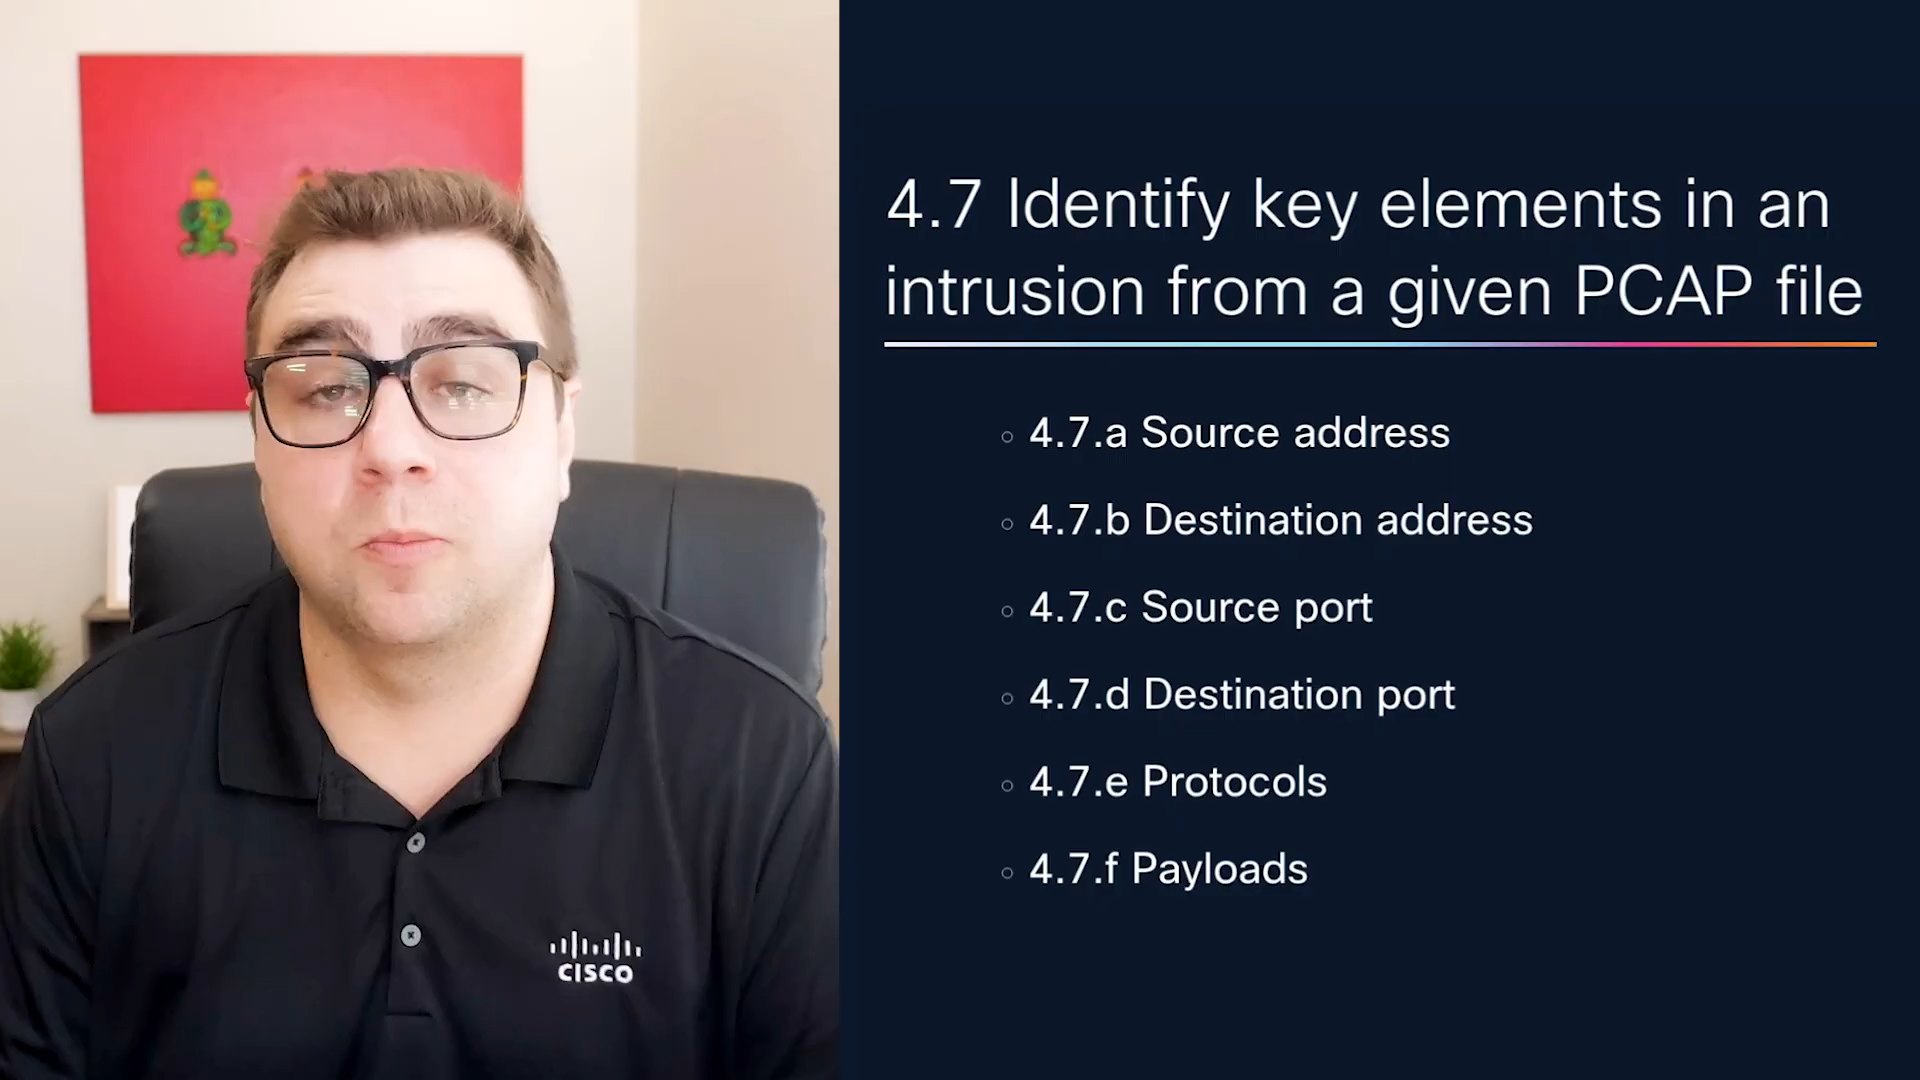 4.7 Identify key elements in an
intrusion from a given PCAP file
4.7.a Source address
4.7.b Destination address
4.7.c Source port
4.7.d Destination port
4.7.e Protocols
4.7.f Payloads
CISCO